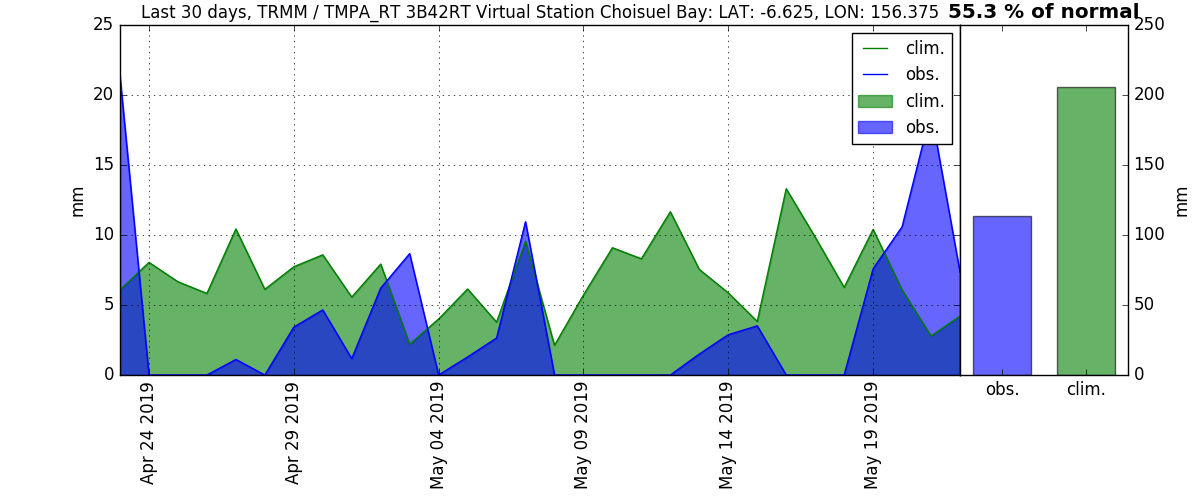 Last 30 days, TRMM / TMPA_RT 3B42RT Virtual Station Choisuel Bay: LAT: -6.625, LON: 156.375 55.3 % of normal
25
20
15
10
5
0
mm
clim.
obs.
clim.
obs.
250
200
150
100
50
0
mm
Apr 24 2019
Apr 29 2019
May 04 2019
May 09 2019
May 14 2019
May 19 2019
obs.
clim.